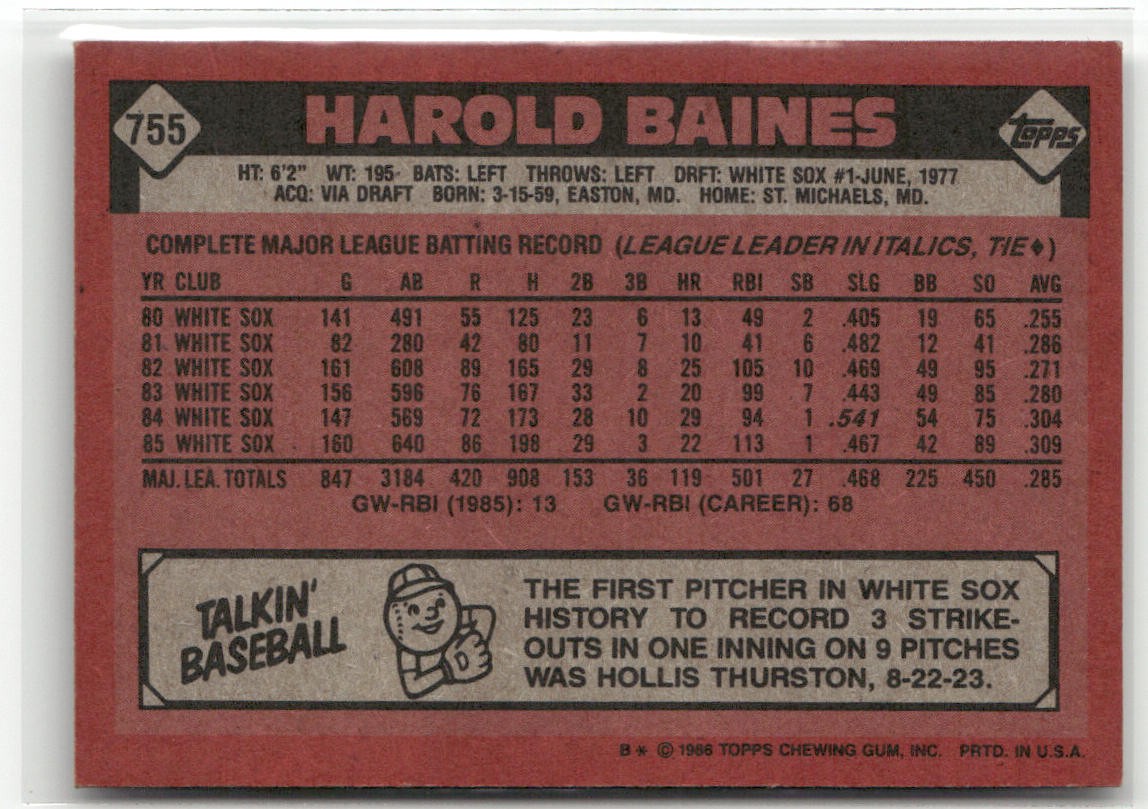 755 HAROLD BAINES topps
HT: 6'2" WT: 195 BATS: LEFT THROWS: LEFT DRFT: WHITE SOX #1-JUNE, 1977
ACQ: VIA DRAFT BORN: 3-15-59, EASTON, MD. HOME: ST. MICHAELS, MD.
COMPLETE MAJOR LEAGUE BATTING RECORD (LEAGUE LEADER IN ITALICS, TIE♦)
YR CLUB G AB R H 2B 3B HR RBI SB SLG BB SO AVG
80 WHITE SOX 141 491 55 125 23 6 13 49 2 .405 19 65 .255
81 WHITE SOX 82 280 42 80 11 7 10 41 6 .482 12 41 .286
82 WHITE SOX 161 608 89 165 29 8 25 105 10 .469 49 95 .271
83 WHITE SOX 156 596 76 167 33 2 20 99 7 .443 49 85 .280
84 WHITE SOX 147 569 72 173 28 10 29 94 1 .541 54 75 .304
85 WHITE SOX 160 640 86 198 29 3 22 113 1 .467 42 89 .309
MAJ. LEA. TOTALS 847 3184 420 908 153 36 119 501 27 .468 225 450 .285
GW-RBI (1985): 13 GW-RBI (CAREER): 68
TALKIN'
BASEBALL
D
THE FIRST PITCHER IN WHITE SOX
HISTORY TO RECORD 3 STRIKE-
OUTS IN ONE INNING ON 9 PITCHES
WAS HOLLIS THURSTON, 8-22-23.
B * © 1986 TOPPS CHEWING GUM, INC. PRTD. IN U.S.A.